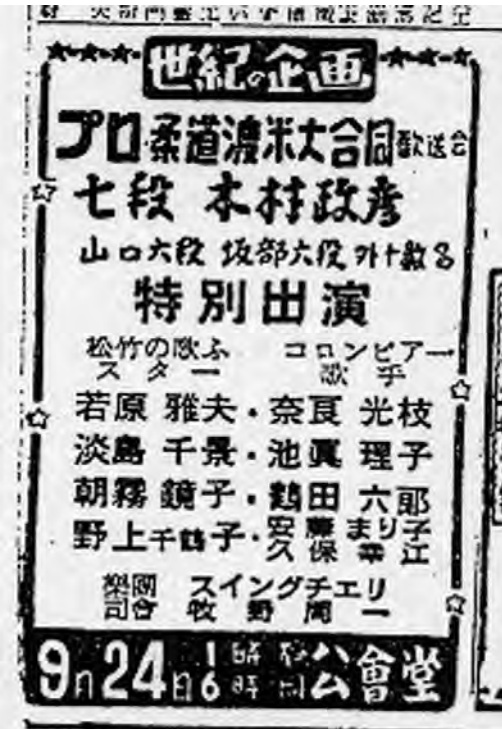 世紀の企画
プロ柔道渡米大合同歓送会
七段 木村政彦
山口六段 坂部六段 外十数名
特別出演
松竹の歌ふスター コロンビアー歌手
若原 雅夫・奈良 光枝
淡島 千景・池眞 理子
朝霧 鏡子・鶴田 六郎
野上千鶴子・安藤まり子 久保幸江
楽団 スイングチェリ
司会 牧野周一
9月24日 1時 6時 公會堂